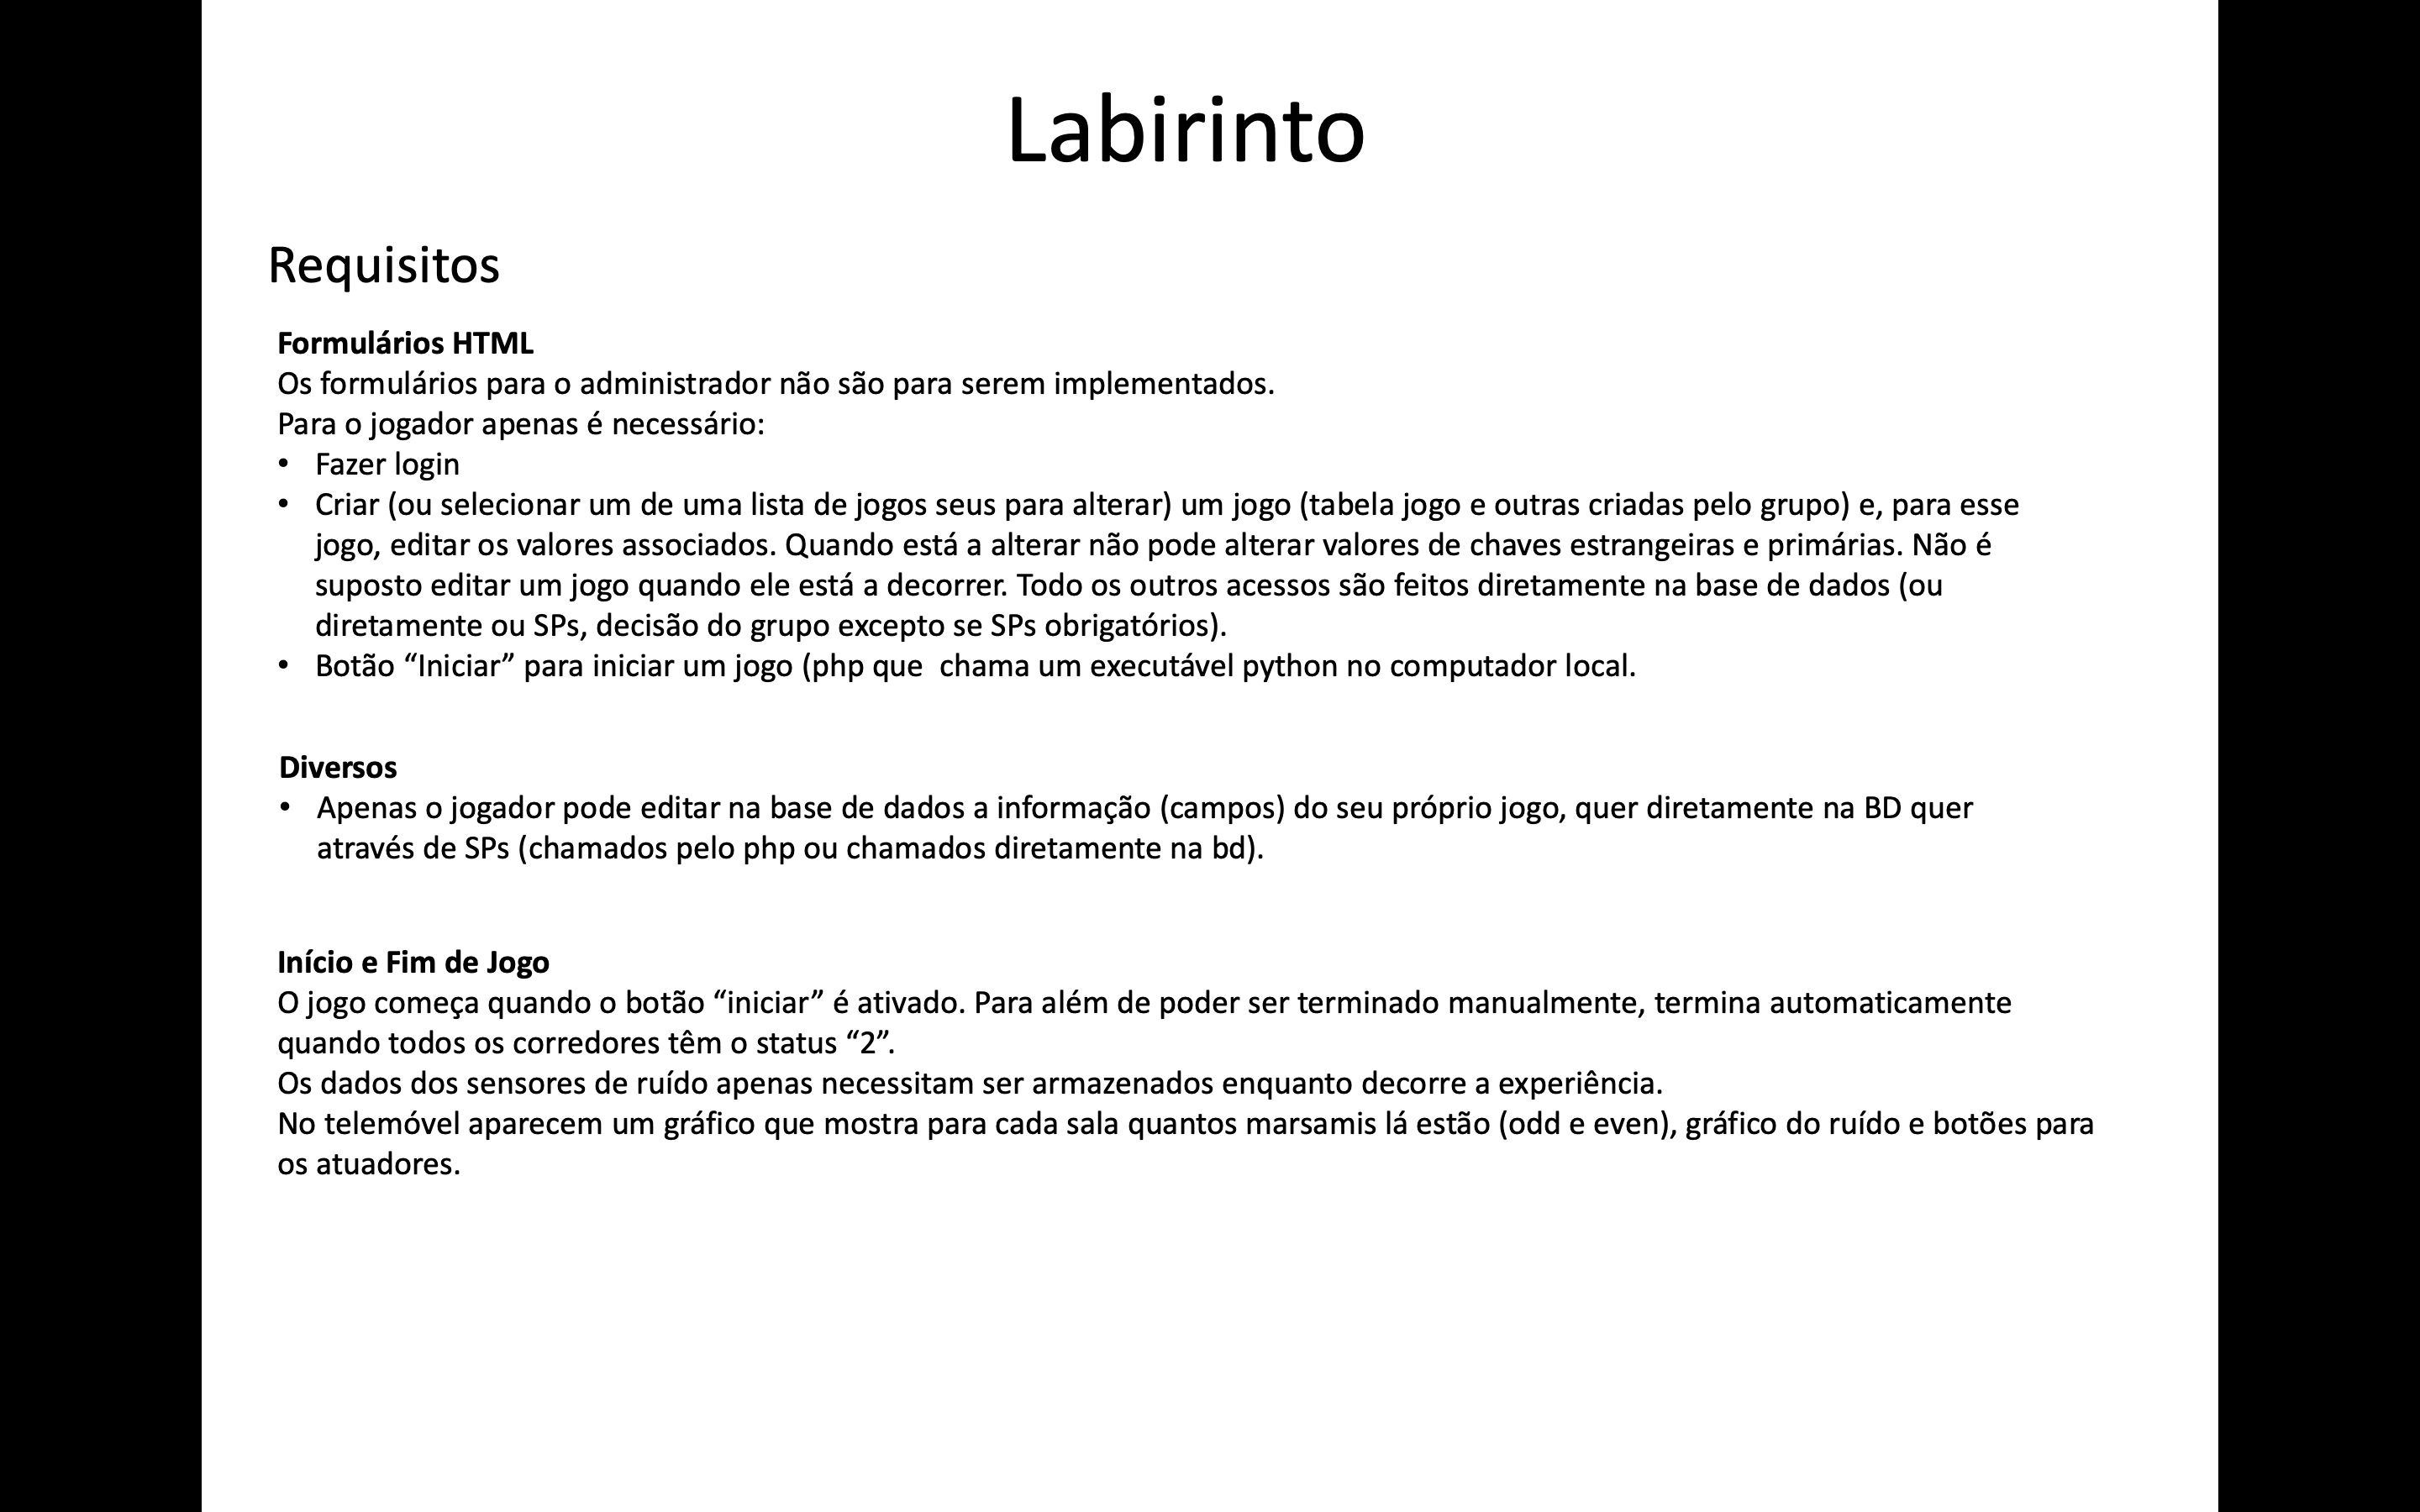 Labirinto
Requisitos
Formulários HTML
Os formulários para o administrador não são para serem implementados.
Para o jogador apenas é necessário:
• Fazer login
• Criar (ou selecionar um de uma lista de jogos seus para alterar) um jogo (tabela jogo e outras criadas pelo grupo) e, para esse
jogo, editar os valores associados. Quando está a alterar não pode alterar valores de chaves estrangeiras e primárias. Não é
suposto editar um jogo quando ele está a decorrer. Todo os outros acessos são feitos diretamente na base de dados (ou
diretamente ou SPs, decisão do grupo excepto se SPs obrigatórios).
• Botão “Iniciar” para iniciar um jogo (php que  chama um executável python no computador local.
Diversos
• Apenas o jogador pode editar na base de dados a informação (campos) do seu próprio jogo, quer diretamente na BD quer
através de SPs (chamados pelo php ou chamados diretamente na bd).
Início e Fim de Jogo
O jogo começa quando o botão “iniciar” é ativado. Para além de poder ser terminado manualmente, termina automaticamente
quando todos os corredores têm o status “2”.
Os dados dos sensores de ruído apenas necessitam ser armazenados enquanto decorre a experiência.
No telemóvel aparecem um gráfico que mostra para cada sala quantos marsamis lá estão (odd e even), gráfico do ruído e botões para
os atuadores.